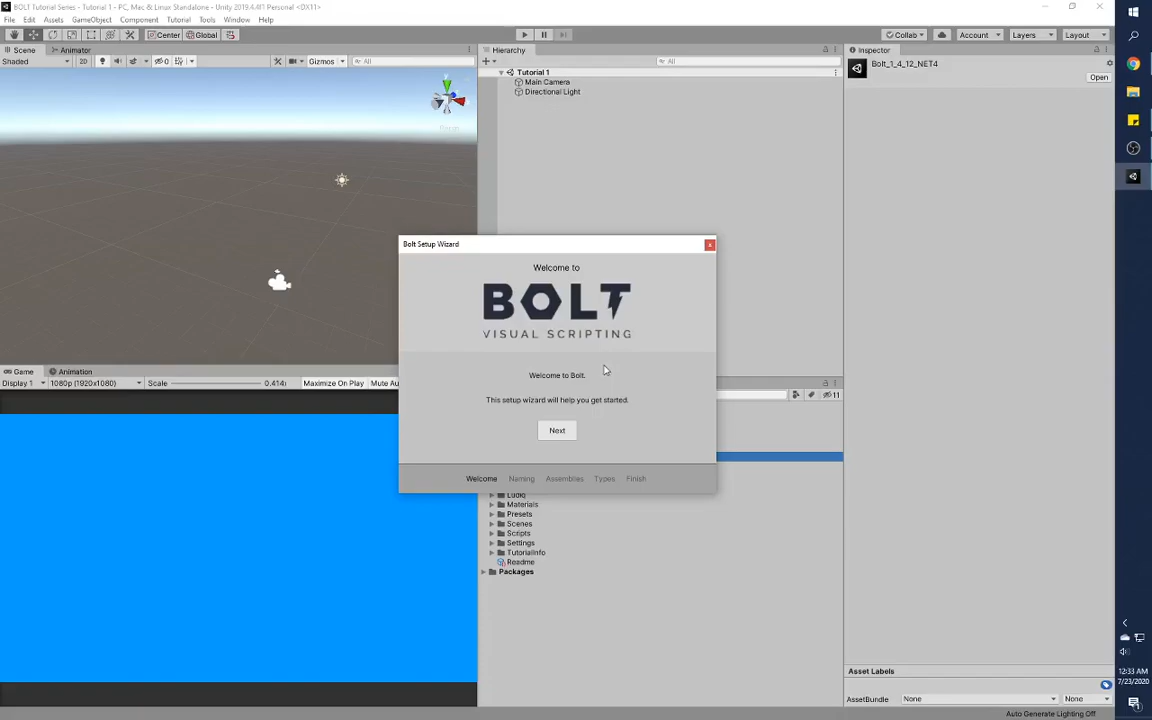 BOLT Tutorial Series - Tutorial 1 - PC, Mac & Linux Standalone - Unity 2019.4.4f1 Personal <DX11>
File Edit Assets GameObject Component Tutorial Tools Window Help
Center Global Collab Account Layers Layout
Scene Animator
Shaded 2D 0 Gizmos All
Hierarchy
All
Tutorial 1
Main Camera
Directional Light
Inspector
Bolt_1_4_12_NET4
Open
Bolt Setup Wizard
x
Welcome to
BOLT
VISUAL SCRIPTING
Welcome to Bolt.
This setup wizard will help you get started.
Next
Welcome Naming Assemblies Types Finish
Game Animation
Display 1 1080p (1920x1080) Scale 0.414: Maximize On Play Mute Au
11
Ludiq
Materials
Presets
Scenes
Scripts
Settings
TutorialInfo
Readme
Packages
Asset Labels
AssetBundle None None
Auto Generate Lighting Off
12:33 AM
7/23/2020